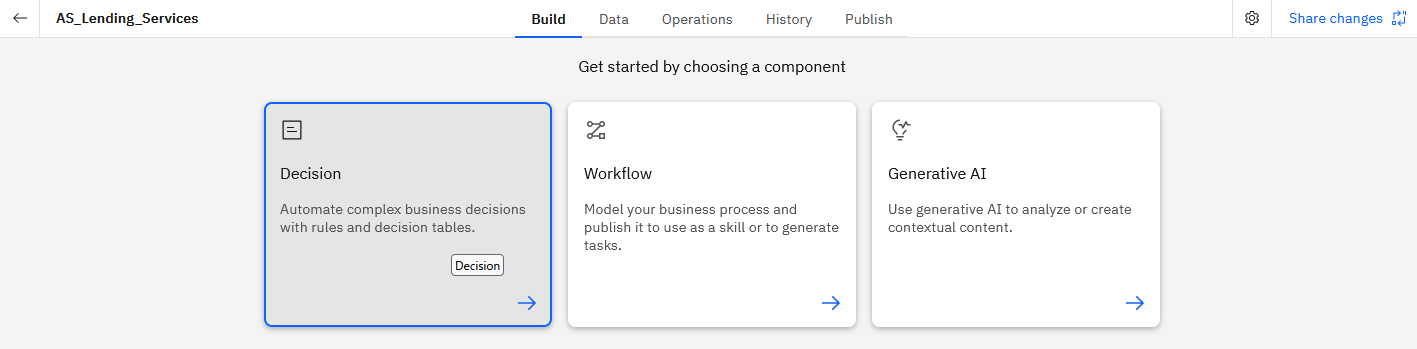 AS_Lending_Services
Build
Data
Operations
History
Publish
Share changes
Get started by choosing a component
Decision
Automate complex business decisions
with rules and decision tables.
Decision
Workflow
Model your business process and
publish it to use as a skill or to generate
tasks.
Generative AI
Use generative AI to analyze or create
contextual content.